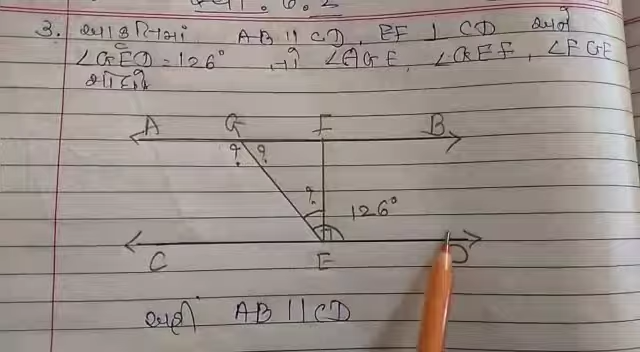 3. આકૃતિમાં AB || CD, EF ⊥ CD અને
∠GED = 126° તો ∠AGE, ∠GEF, ∠FGE
શોધો
A G F B
? ?
?
126°
C E D
અહીં AB || CD